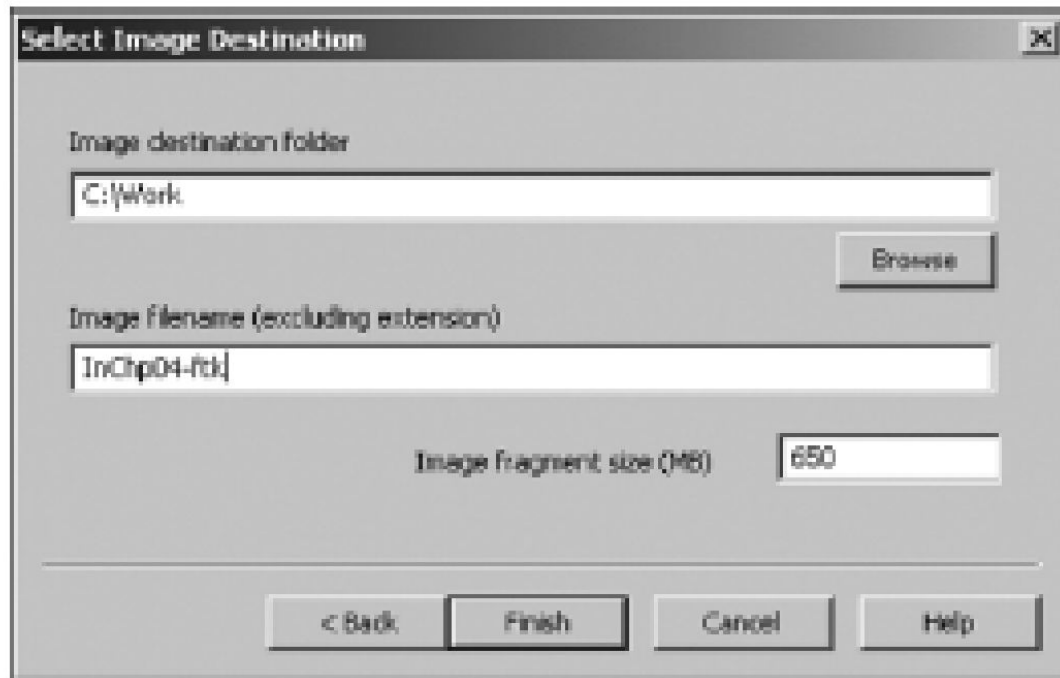 Select Image Destination
Image destination folder
C:\Work
Browse
Image filename (excluding extension)
InChp04-ftk
Image fragment size (MB)
650
< Back
Finish
Cancel
Help